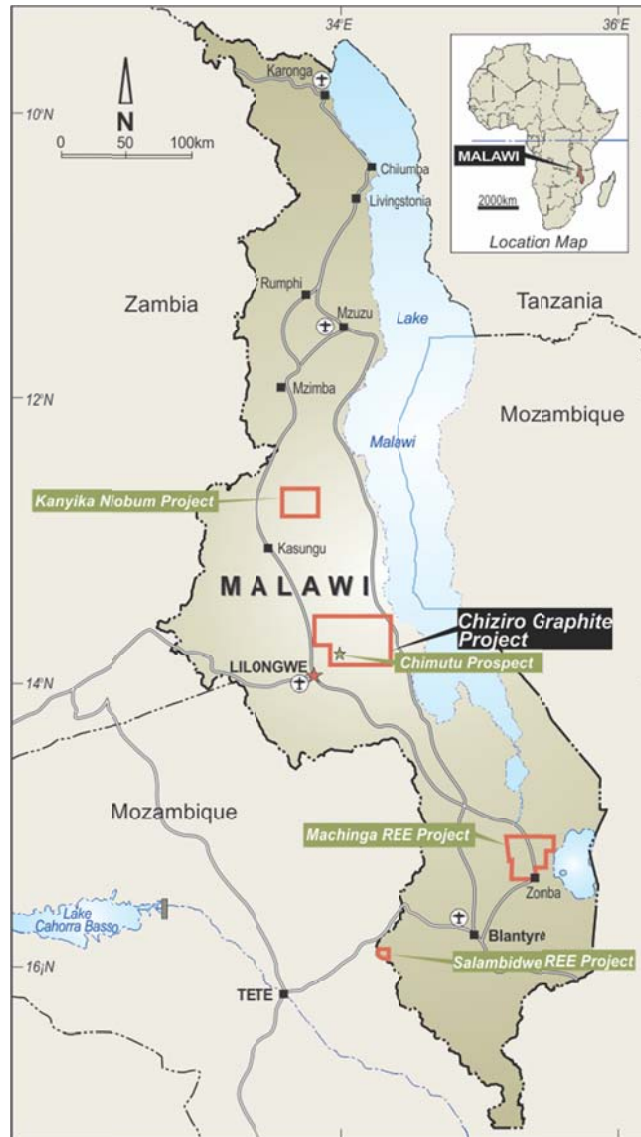 34°E
36°E
Karonga
10°N
N
0 50 100km
MALAWI
2000km
Location Map
Chiumba
Livingstonia
Zambia
Rumphi
Mzuzu
Lake
Tanzania
12°N
Mzimba
Malawi
Mozambique
Kanyika Niobum Project
Kasungu
MALAWI
Chiziro Graphite
Project
Chimutu Prospect
LILONGWE
14°N
Mozambique
Machinga REE Project
Zonba
Lake
Cahorra Basso
Blantyre
Salambidwe REE Project
16¡N
TETE